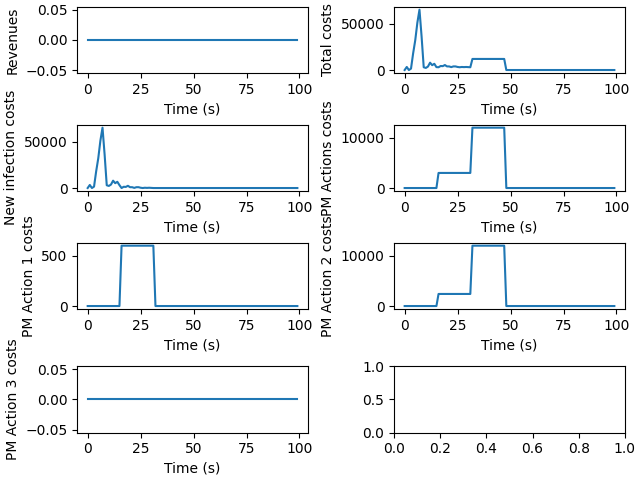 Revenues
0.05
0.00
−0.05
0 25 50 75 100
Time (s)
Total costs
50000
0
0 25 50 75 100
Time (s)
New infection costs
50000
0
0 25 50 75 100
Time (s)
PM Actions costs
10000
0
0 25 50 75 100
Time (s)
PM Action 1 costs
500
0
0 25 50 75 100
Time (s)
PM Action 2 costs
10000
0
0 25 50 75 100
Time (s)
PM Action 3 costs
0.05
0.00
−0.05
0 25 50 75 100
Time (s)
1.0
0.5
0.0
0.0 0.2 0.4 0.6 0.8 1.0